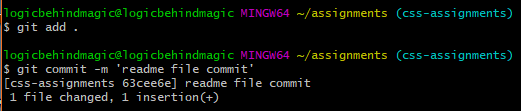 logicbehindmagic@logicbehindmagic MINGW64 ~/assignments (css-assignments)
$ git add .
logicbehindmagic@logicbehindmagic MINGW64 ~/assignments (css-assignments)
$ git commit -m 'readme file commit'
[css-assignments 63cee6e] readme file commit
1 file changed, 1 insertion(+)